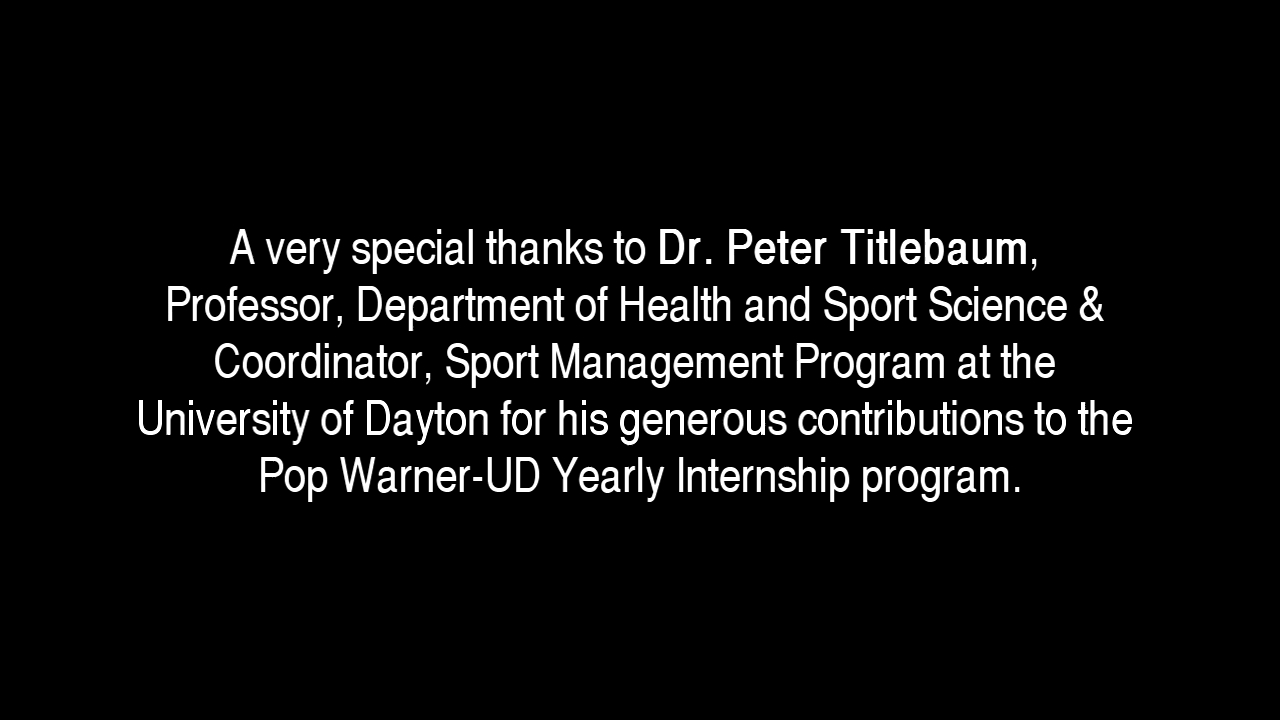 A very special thanks to Dr. Peter Titlebaum,
Professor, Department of Health and Sport Science &
Coordinator, Sport Management Program at the
University of Dayton for his generous contributions to the
Pop Warner-UD Yearly Internship program.